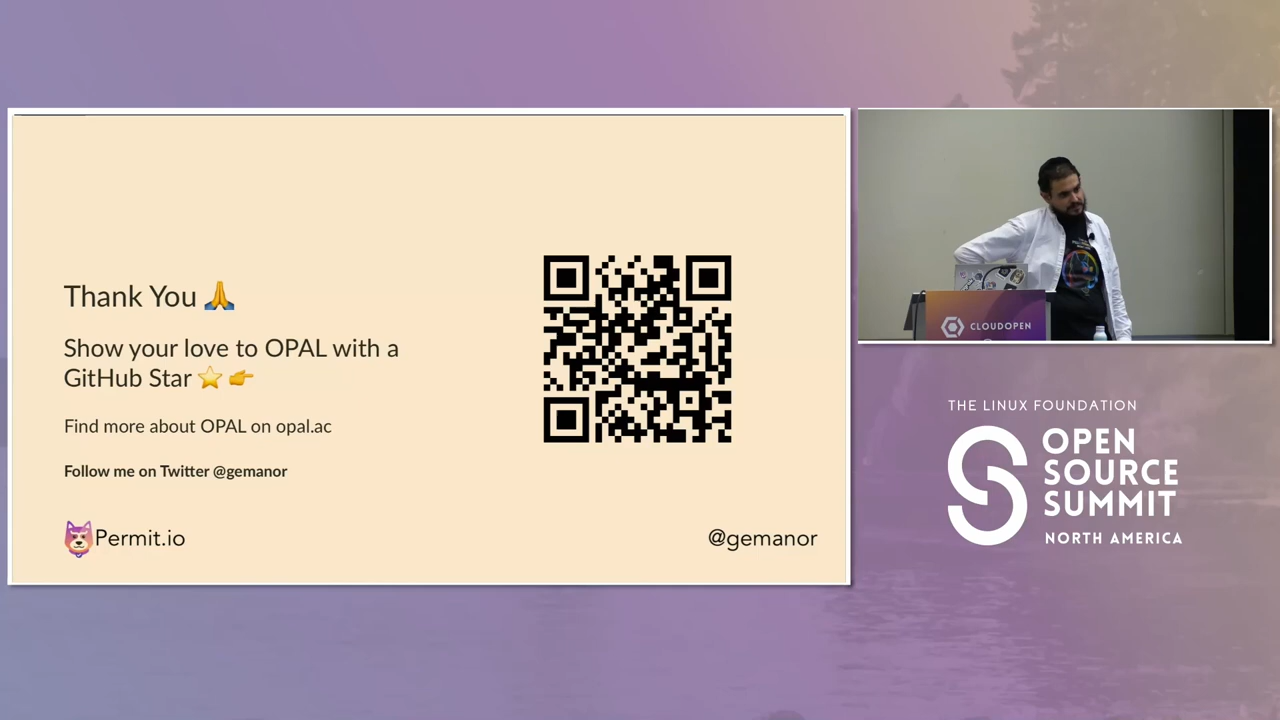 Thank You 🙏
Show your love to OPAL with a
GitHub Star ⭐ 👉
Find more about OPAL on opal.ac
Follow me on Twitter @gemanor
Permit.io
@gemanor
CLOUDOPEN
THE LINUX FOUNDATION
OPEN
SOURCE
SUMMIT
NORTH AMERICA